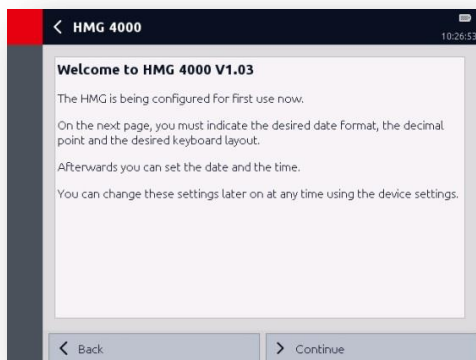 HMG 4000
10:26:53
Welcome to HMG 4000 V1.03
The HMG is being configured for first use now.
On the next page, you must indicate the desired date format, the decimal
point and the desired keyboard layout.
Afterwards you can set the date and the time.
You can change these settings later on at any time using the device settings.
Back
Continue